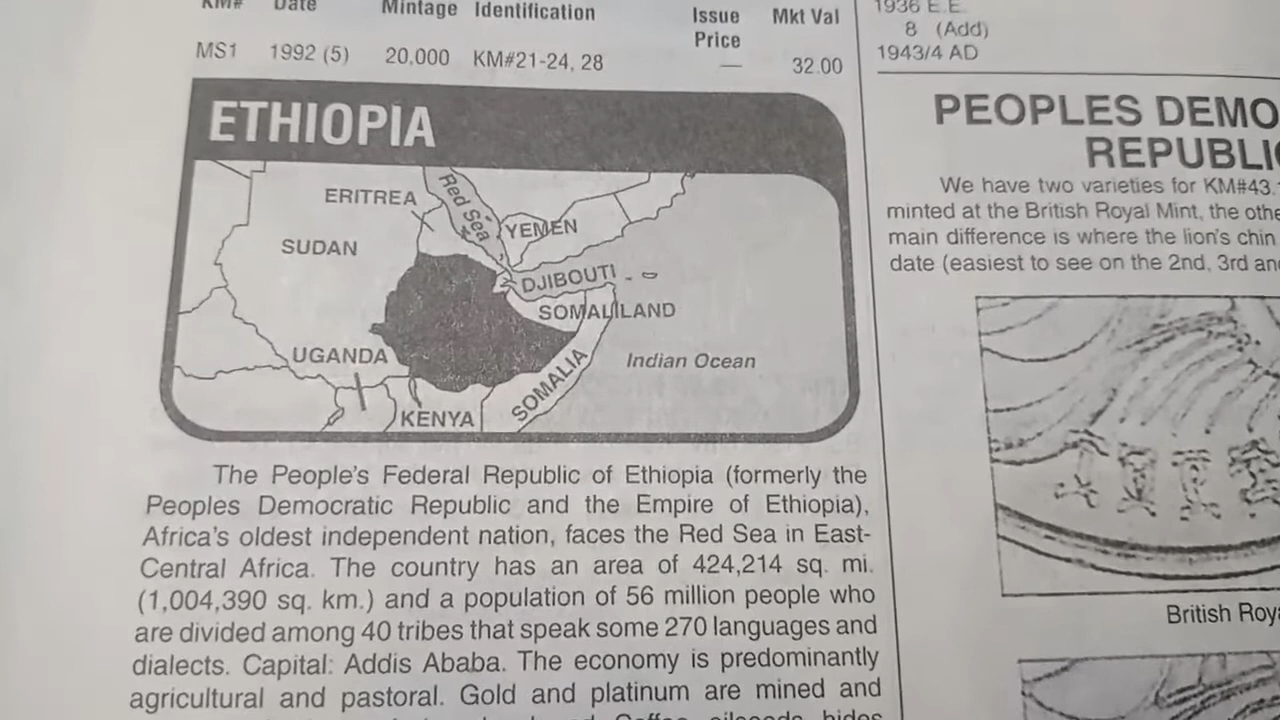 KM# Date Mintage Identification Issue Price Mkt Val
MS1 1992 (5) 20,000 KM#21-24, 28 — 32.00
ETHIOPIA
ERITREA
Red Sea
YEMEN
SUDAN
DJIBOUTI
SOMALILAND
UGANDA
Indian Ocean
SOMALIA
KENYA
The People's Federal Republic of Ethiopia (formerly the
Peoples Democratic Republic and the Empire of Ethiopia),
Africa's oldest independent nation, faces the Red Sea in East-
Central Africa. The country has an area of 424,214 sq. mi.
(1,004,390 sq. km.) and a population of 56 million people who
are divided among 40 tribes that speak some 270 languages and
dialects. Capital: Addis Ababa. The economy is predominantly
agricultural and pastoral. Gold and platinum are mined and
1936 E.E.
8 (Add)
1943/4 AD
PEOPLES DEMO
REPUBLIC
We have two varieties for KM#43.
minted at the British Royal Mint, the othe
main difference is where the lion's chin
date (easiest to see on the 2nd, 3rd and
British Roya